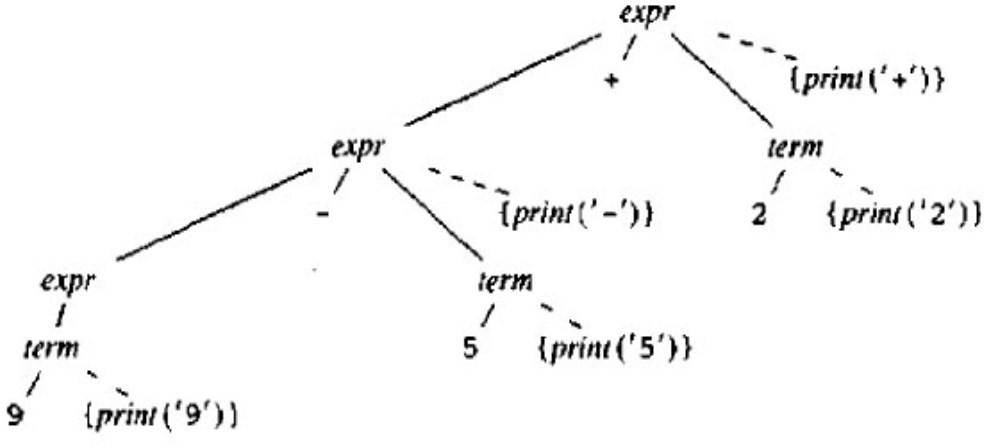 expr
+ {print('+')}
expr term
- {print('-')} 2 {print('2')}
expr term
term 5 {print('5')}
9 {print('9')}